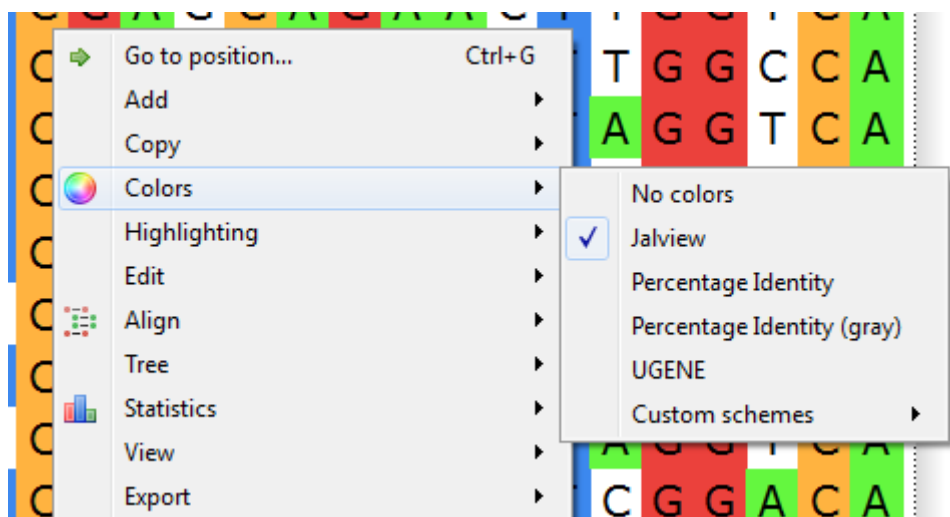 C G A G C A G A A C T T G G T C A
C
Go to position... Ctrl+G
T G G C C A
Add
C
A G G T C A
Copy
C
Colors
No colors
Highlighting
C
Jalview
Edit
Percentage Identity
C
Align
Percentage Identity (gray)
Tree
C
UGENE
Statistics
Custom schemes
C
View
A G G T C A
Export
C
C G G A C A